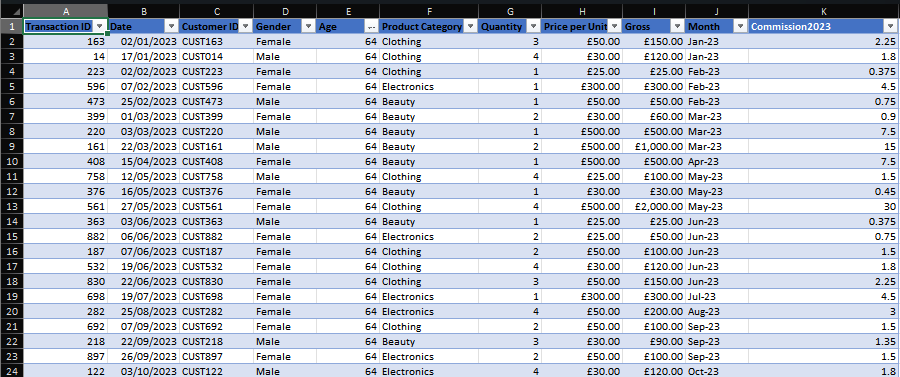 A B C D E F G H I J K
1 Transaction ID Date Customer ID Gender Age Product Category Quantity Price per Unit Gross Month Commission2023
2 163 02/01/2023 CUST163 Female 64 Clothing 3 £50.00 £150.00 Jan-23 2.25
3 14 17/01/2023 CUST014 Male 64 Clothing 4 £30.00 £120.00 Jan-23 1.8
4 223 02/02/2023 CUST223 Female 64 Clothing 1 £25.00 £25.00 Feb-23 0.375
5 596 07/02/2023 CUST596 Female 64 Electronics 1 £300.00 £300.00 Feb-23 4.5
6 473 25/02/2023 CUST473 Male 64 Beauty 1 £50.00 £50.00 Feb-23 0.75
7 399 01/03/2023 CUST399 Female 64 Beauty 2 £30.00 £60.00 Mar-23 0.9
8 220 03/03/2023 CUST220 Male 64 Beauty 1 £500.00 £500.00 Mar-23 7.5
9 161 22/03/2023 CUST161 Male 64 Beauty 2 £500.00 £1,000.00 Mar-23 15
10 408 15/04/2023 CUST408 Female 64 Beauty 1 £500.00 £500.00 Apr-23 7.5
11 758 12/05/2023 CUST758 Male 64 Clothing 4 £25.00 £100.00 May-23 1.5
12 376 16/05/2023 CUST376 Female 64 Beauty 1 £30.00 £30.00 May-23 0.45
13 561 27/05/2023 CUST561 Female 64 Clothing 4 £500.00 £2,000.00 May-23 30
14 363 03/06/2023 CUST363 Male 64 Beauty 1 £25.00 £25.00 Jun-23 0.375
15 882 06/06/2023 CUST882 Female 64 Electronics 2 £25.00 £50.00 Jun-23 0.75
16 187 07/06/2023 CUST187 Female 64 Clothing 2 £50.00 £100.00 Jun-23 1.5
17 532 19/06/2023 CUST532 Female 64 Clothing 4 £30.00 £120.00 Jun-23 1.8
18 830 22/06/2023 CUST830 Female 64 Clothing 3 £50.00 £150.00 Jun-23 2.25
19 698 19/07/2023 CUST698 Female 64 Electronics 1 £300.00 £300.00 Jul-23 4.5
20 282 25/08/2023 CUST282 Female 64 Electronics 4 £50.00 £200.00 Aug-23 3
21 692 07/09/2023 CUST692 Female 64 Clothing 2 £50.00 £100.00 Sep-23 1.5
22 218 22/09/2023 CUST218 Male 64 Beauty 3 £30.00 £90.00 Sep-23 1.35
23 897 26/09/2023 CUST897 Female 64 Electronics 2 £50.00 £100.00 Sep-23 1.5
24 122 03/10/2023 CUST122 Male 64 Electronics 4 £30.00 £120.00 Oct-23 1.8